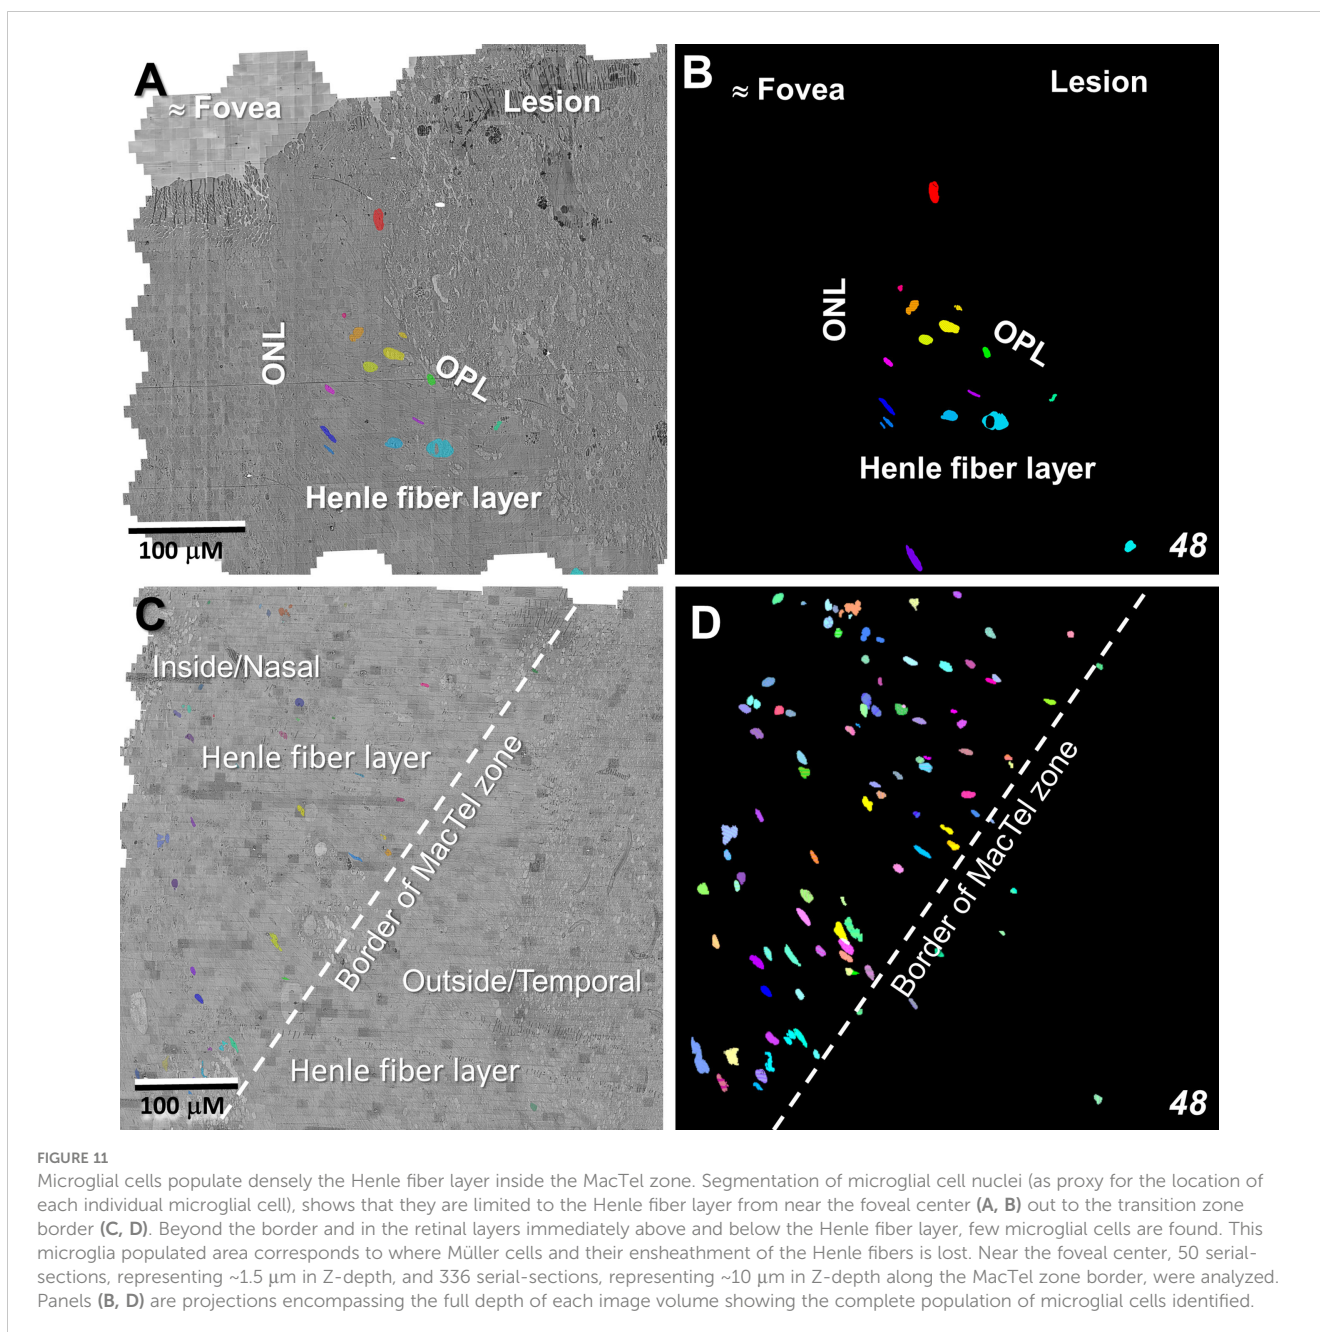 A
≈ Fovea
Lesion
ONL
OPL
Henle fiber layer
100 μM
B
≈ Fovea
Lesion
ONL
OPL
Henle fiber layer
48
C
Inside/Nasal
Henle fiber layer
Border of MacTel zone
Outside/Temporal
Henle fiber layer
100 μM
D
Border of MacTel zone
48
FIGURE 11
Microglial cells populate densely the Henle fiber layer inside the MacTel zone. Segmentation of microglial cell nuclei (as proxy for the location of
each individual microglial cell), shows that they are limited to the Henle fiber layer from near the foveal center (A, B) out to the transition zone
border (C, D). Beyond the border and in the retinal layers immediately above and below the Henle fiber layer, few microglial cells are found. This
microglia populated area corresponds to where Müller cells and their ensheathment of the Henle fibers is lost. Near the foveal center, 50 serial-
sections, representing ~1.5 μm in Z-depth, and 336 serial-sections, representing ~10 μm in Z-depth along the MacTel zone border, were analyzed.
Panels (B, D) are projections encompassing the full depth of each image volume showing the complete population of microglial cells identified.